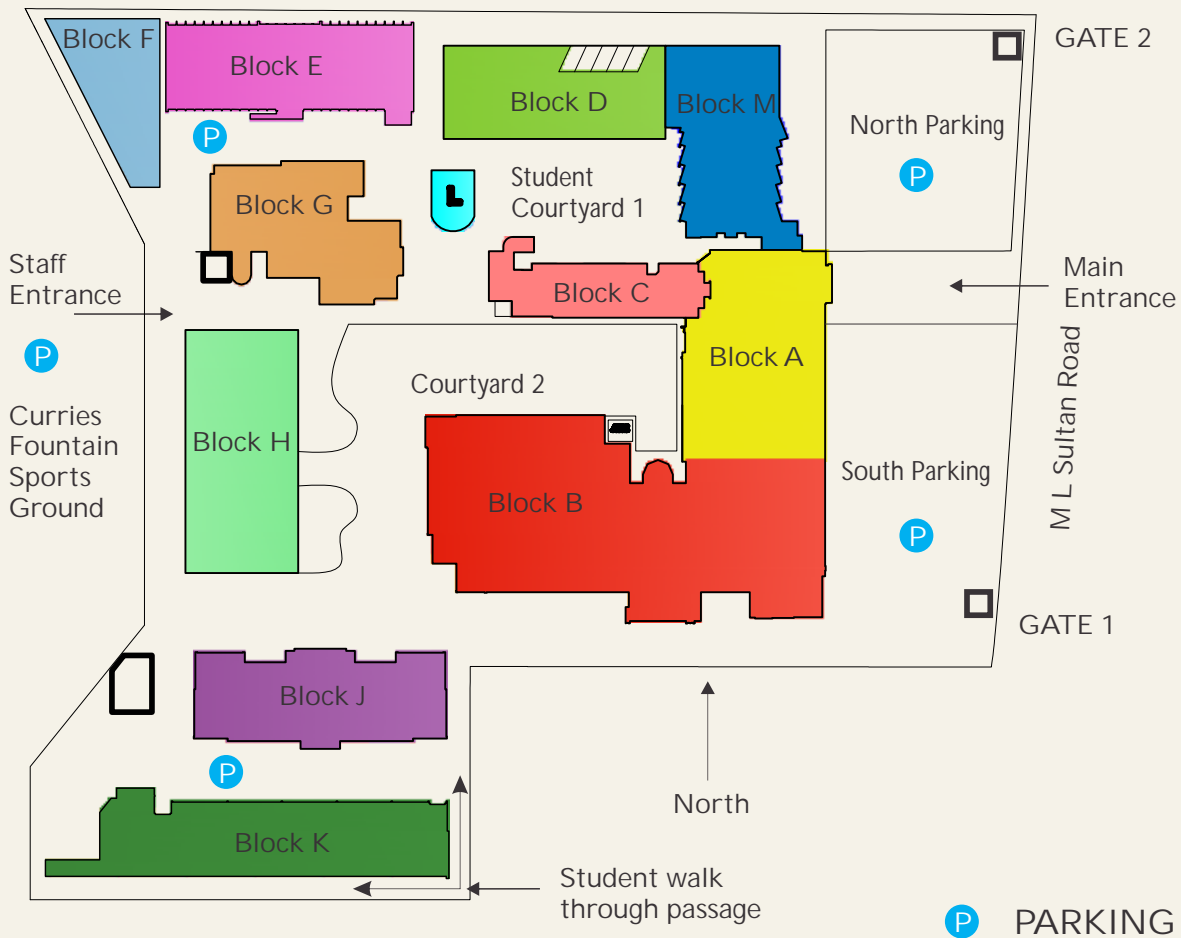 Block F
Block E
GATE 2
Block D
Block M
P
North Parking
P
Student
Courtyard 1
Block G
L
Staff
Entrance
Block C
Main
Entrance
P
Block A
Courtyard 2
M L Sultan Road
Curries
Fountain
Sports
Ground
Block H
South Parking
Block B
P
GATE 1
Block J
P
North
Block K
Student walk
through passage
P PARKING